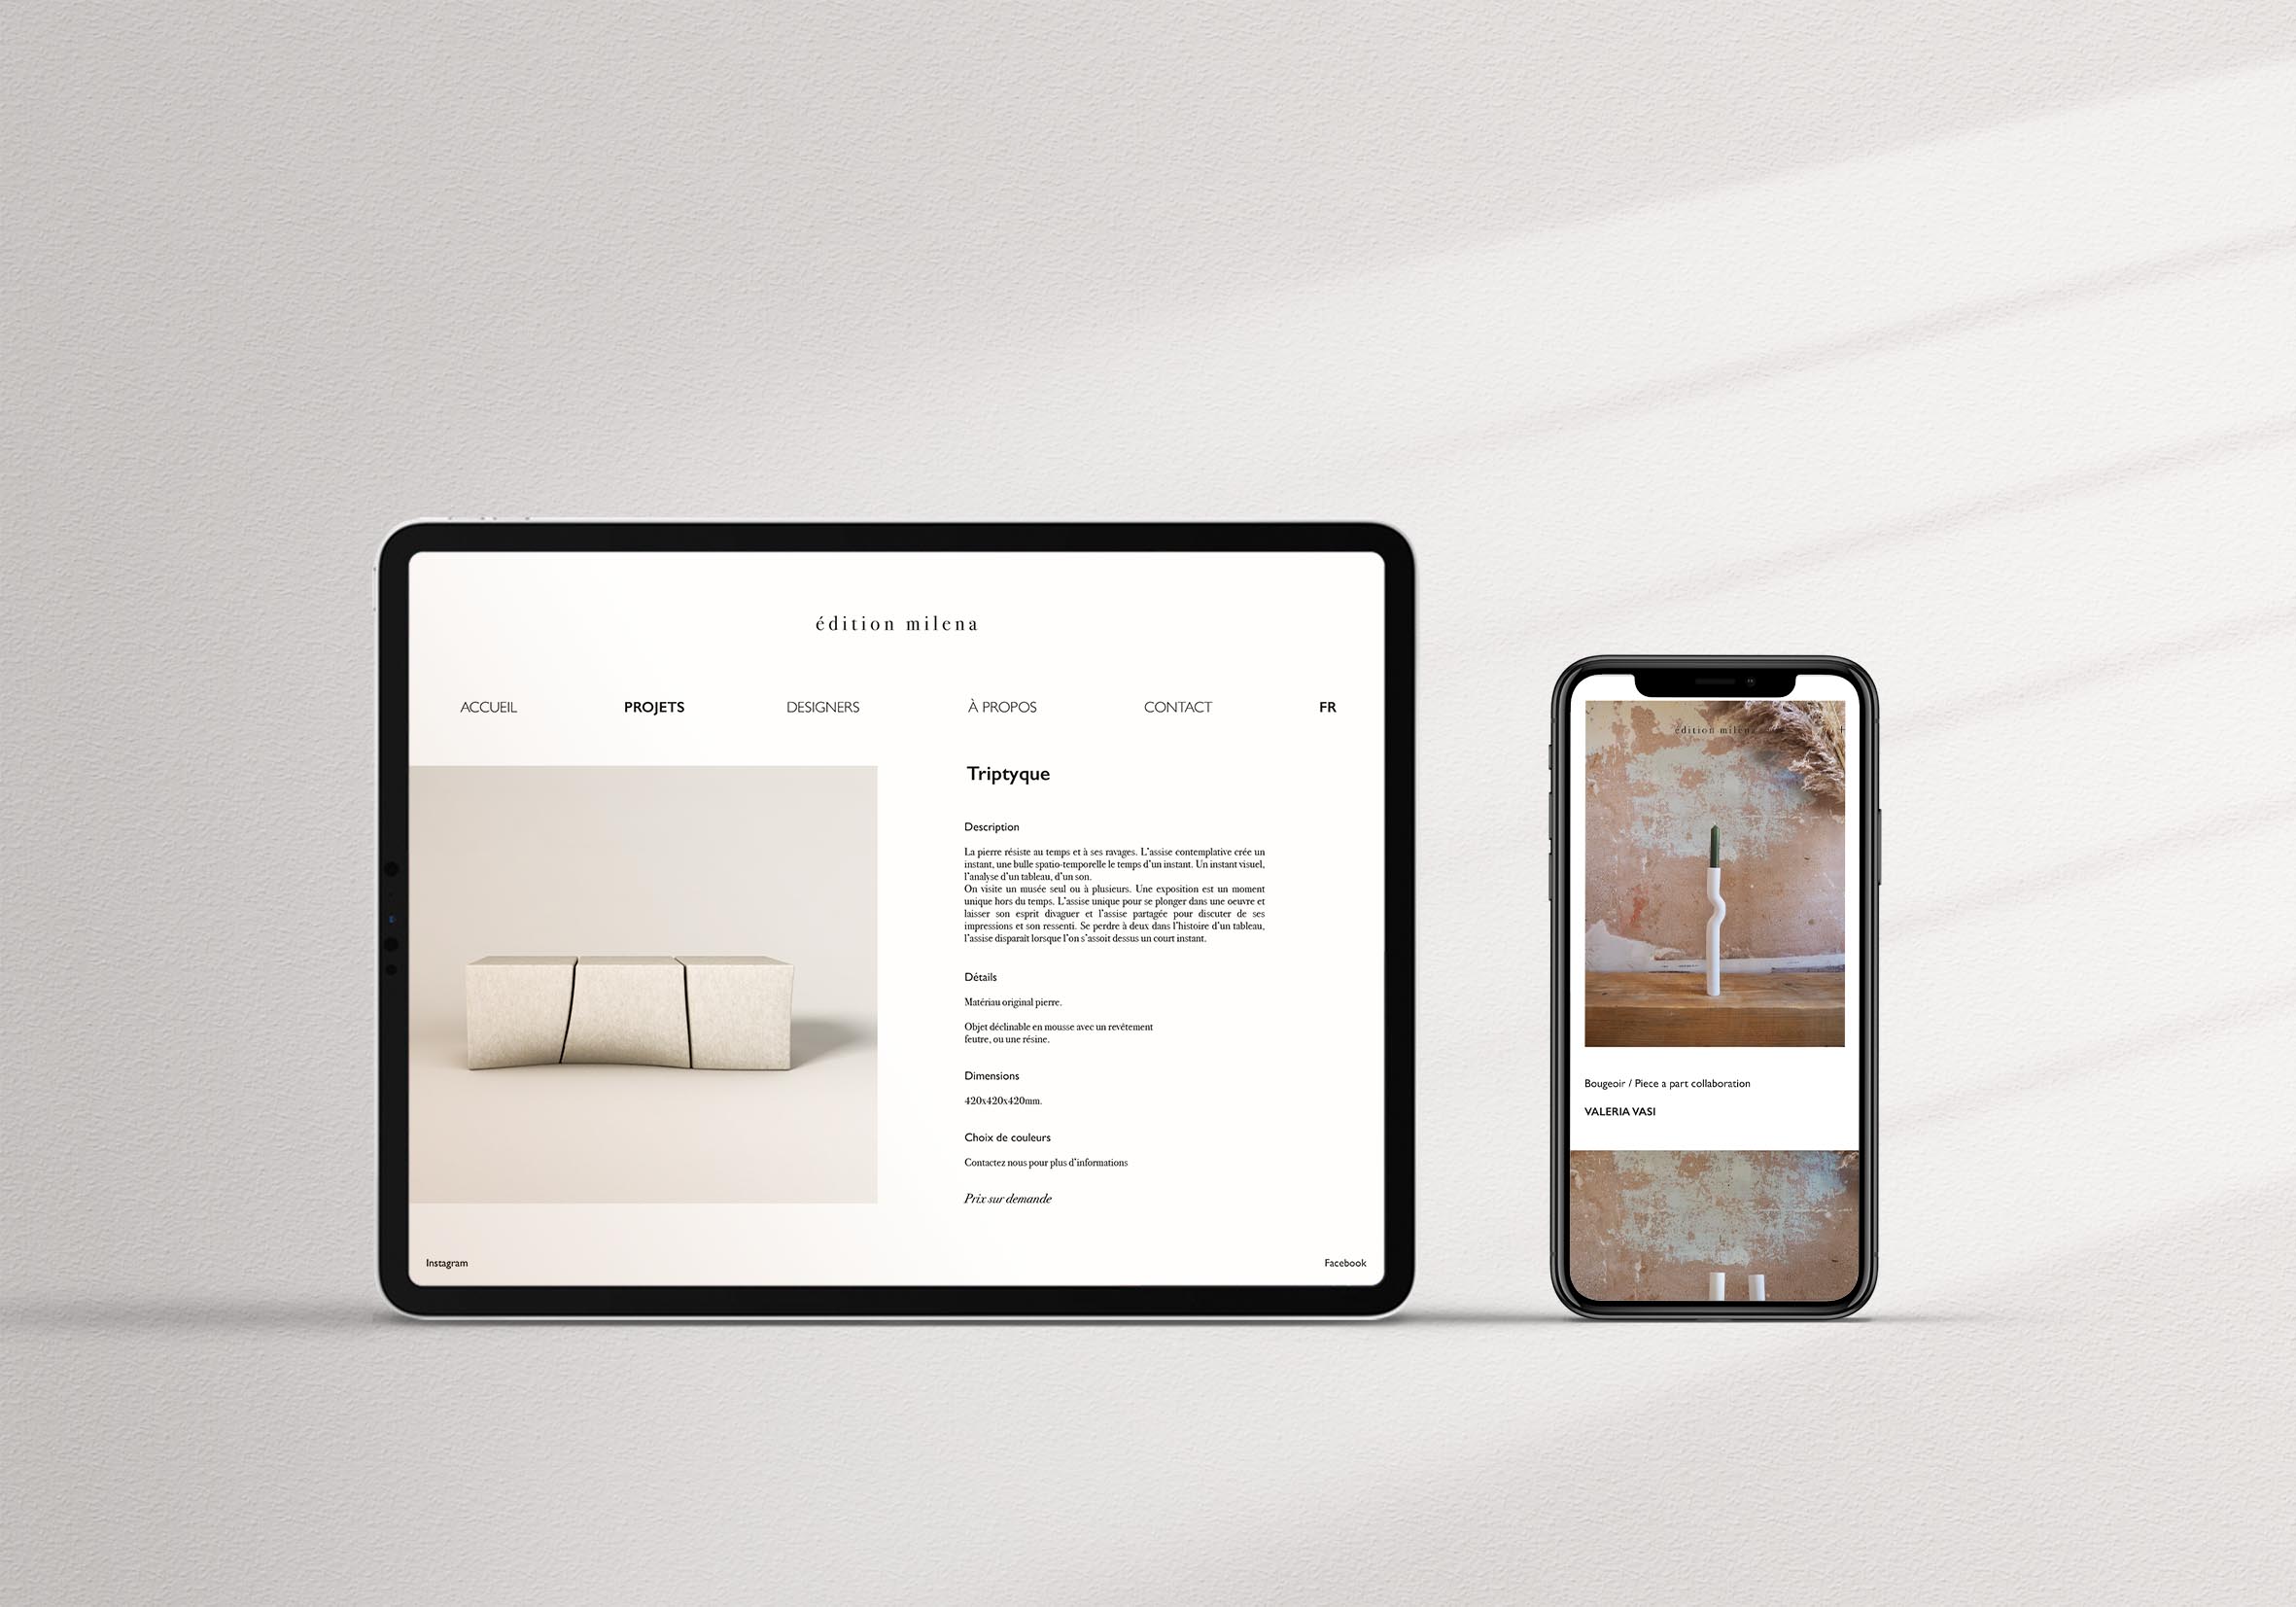 édition milena
ACCUEIL PROJETS DESIGNERS À PROPOS CONTACT FR
Triptyque
Description
La pierre résiste au temps et à ses ravages. L'assise contemplative crée un
instant, une bulle spatio-temporelle le temps d'un instant. Un instant visuel,
l'analyse d'un tableau, d'un son.
On visite un musée seul ou à plusieurs. Une exposition est un moment
unique hors du temps. L'assise unique pour se plonger dans une oeuvre et
laisser son esprit divaguer et l'assise partagée pour discuter de ses
impressions et son ressenti. Se perdre à deux dans l'histoire d'un tableau,
l'assise disparaît lorsque l'on s'assoit dessus un court instant.
Détails
Matériau original pierre.
Objet déclinable en mousse avec un revêtement
feutre, ou une résine.
Dimensions
420x420x420mm.
Choix de couleurs
Contactez nous pour plus d'informations
Prix sur demande
Instagram
Facebook
édition milena
+
Bougeoir / Piece a part collaboration
VALERIA VASI